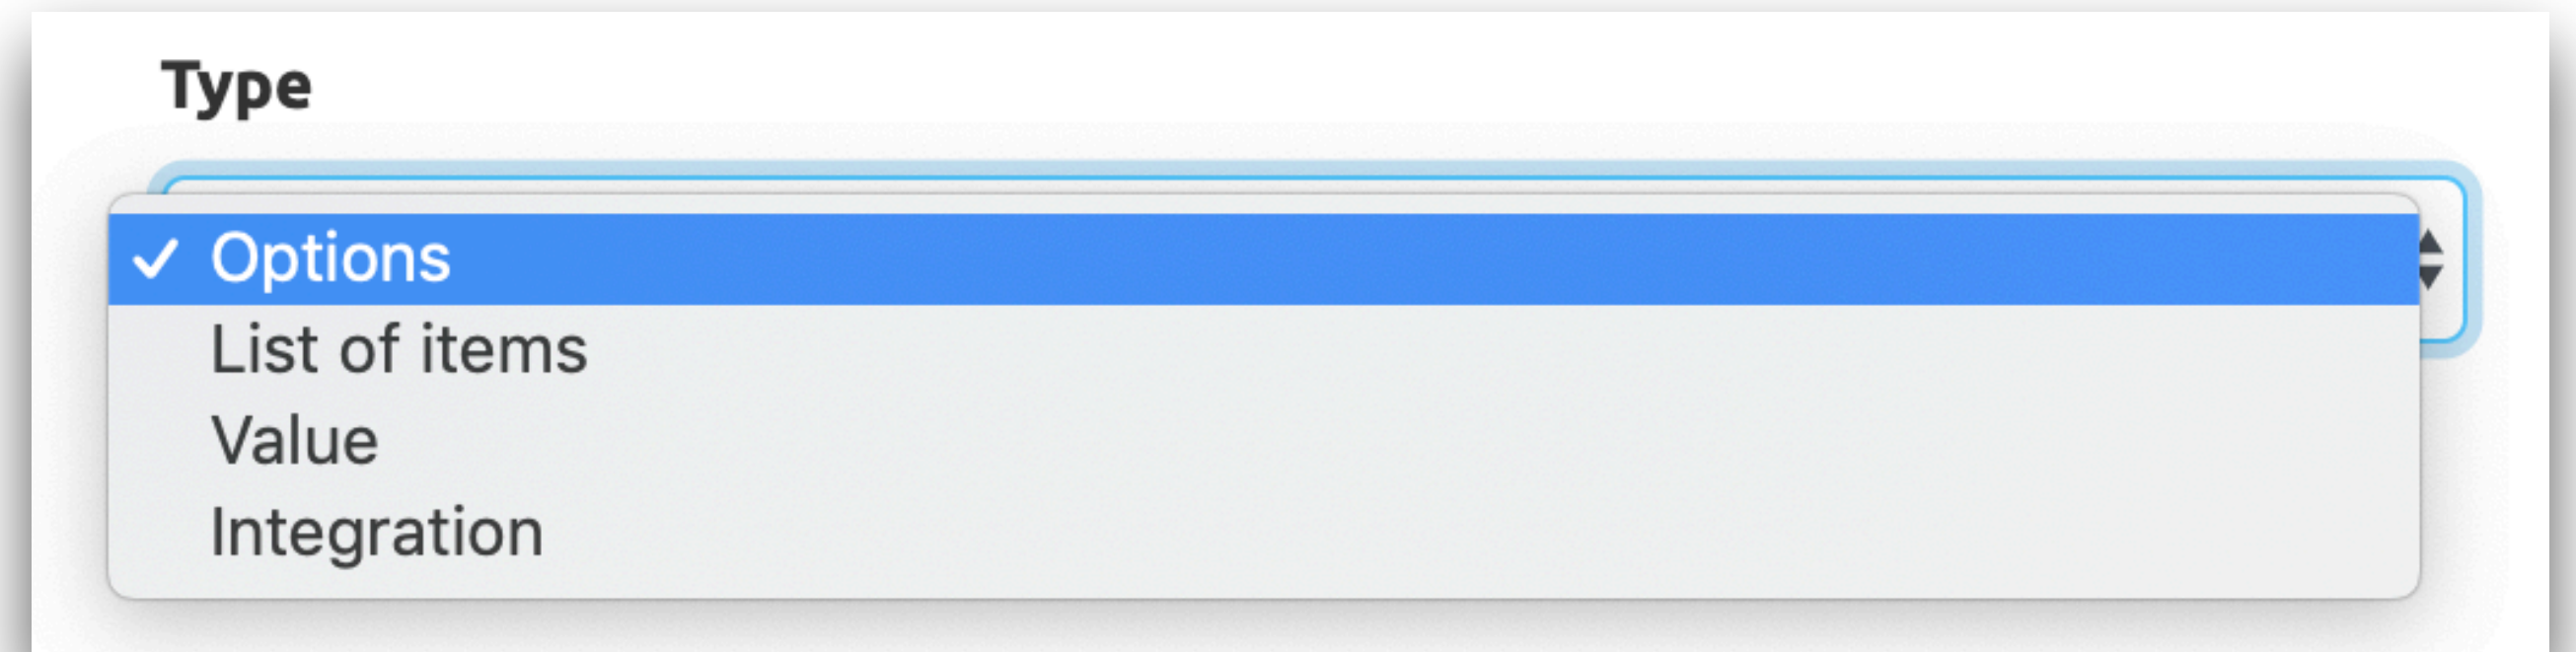 Type
Options
List of items
Value
Integration